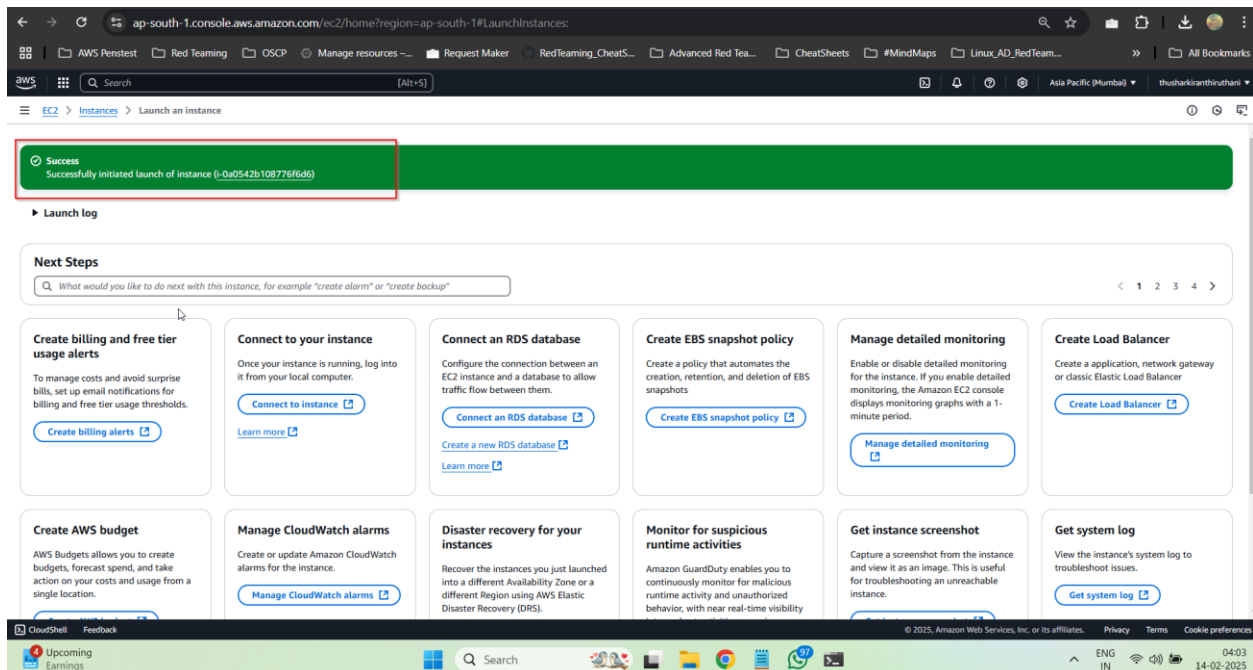 ap-south-1.console.aws.amazon.com/ec2/home?region=ap-south-1#LaunchInstances:
AWS Penstest Red Teaming OSCP Manage resources –... Request Maker RedTeaming_CheatS... Advanced Red Tea... CheatSheets #MindMaps Linux_AD_RedTeam... » All Bookmarks
aws Search [Alt+S] Asia Pacific (Mumbai) ▼ thusharkiranthiruthani ▼
EC2 > Instances > Launch an instance
Success
Successfully initiated launch of instance (i-0a0542b108776f6d6)
▶ Launch log
Next Steps
What would you like to do next with this instance, for example "create alarm" or "create backup"
< 1 2 3 4 >
Create billing and free tier
usage alerts
To manage costs and avoid surprise
bills, set up email notifications for
billing and free tier usage thresholds.
Create billing alerts
Connect to your instance
Once your instance is running, log into
it from your local computer.
Connect to instance
Learn more
Connect an RDS database
Configure the connection between an
EC2 instance and a database to allow
traffic flow between them.
Connect an RDS database
Create a new RDS database
Learn more
Create EBS snapshot policy
Create a policy that automates the
creation, retention, and deletion of EBS
snapshots
Create EBS snapshot policy
Manage detailed monitoring
Enable or disable detailed monitoring
for the instance. If you enable detailed
monitoring, the Amazon EC2 console
displays monitoring graphs with a 1-
minute period.
Manage detailed monitoring
Create Load Balancer
Create a application, network gateway
or classic Elastic Load Balancer
Create Load Balancer
Create AWS budget
AWS Budgets allows you to create
budgets, forecast spend, and take
action on your costs and usage from a
single location.
Manage CloudWatch alarms
Create or update Amazon CloudWatch
alarms for the instance.
Manage CloudWatch alarms
Disaster recovery for your
instances
Recover the instances you just launched
into a different Availability Zone or a
different Region using AWS Elastic
Disaster Recovery (DRS).
Monitor for suspicious
runtime activities
Amazon GuardDuty enables you to
continuously monitor for malicious
runtime activity and unauthorized
behavior, with near real-time visibility
Get instance screenshot
Capture a screenshot from the instance
and view it as an image. This is useful
for troubleshooting an unreachable
instance.
Get system log
View the instance's system log to
troubleshoot issues.
Get system log
CloudShell Feedback © 2025, Amazon Web Services, Inc. or its affiliates. Privacy Terms Cookie preferences
4 Upcoming
Earnings
Search
97
ENG
IN
04:03
14-02-2025